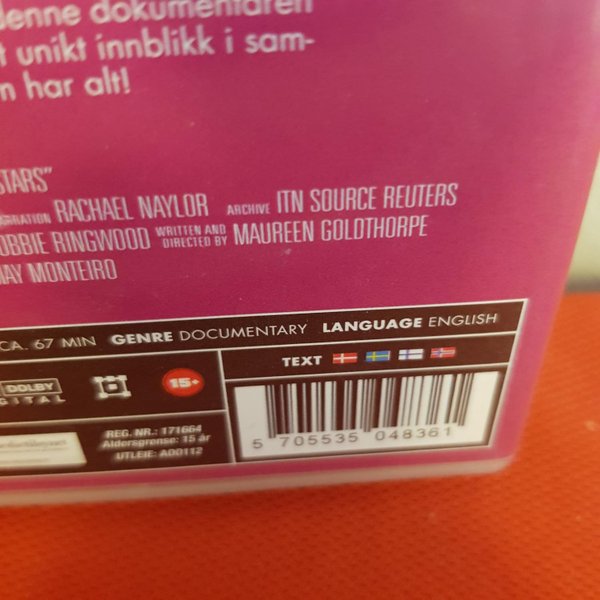 denne dokumentaren
t unikt innblikk i sam-
n har alt!
STARS"
RACHAEL NAYLOR ARCHIVE ITN SOURCE REUTERS
OBBIE RINGWOOD WRITTEN AND DIRECTED BY MAUREEN GOLDTHORPE
MAY MONTEIRO
CA. 67 MIN GENRE DOCUMENTARY LANGUAGE ENGLISH
TEXT
DOLBY
DIGITAL
15+
REG. NR.: 171664
Aldersgrense: 15 år
UTLEIE: A00112
5 705535 048361